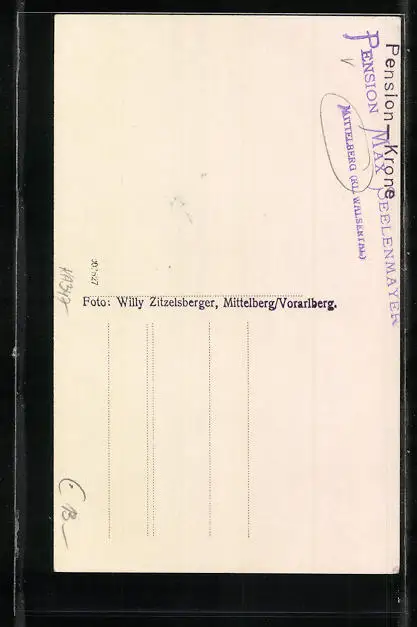 Pension Krone
PENSION MAX SEELENMAYER
MITTELBERG (KL. WALSERTAL)
Foto: Willy Zitzelsberger, Mittelberg/Vorarlberg.